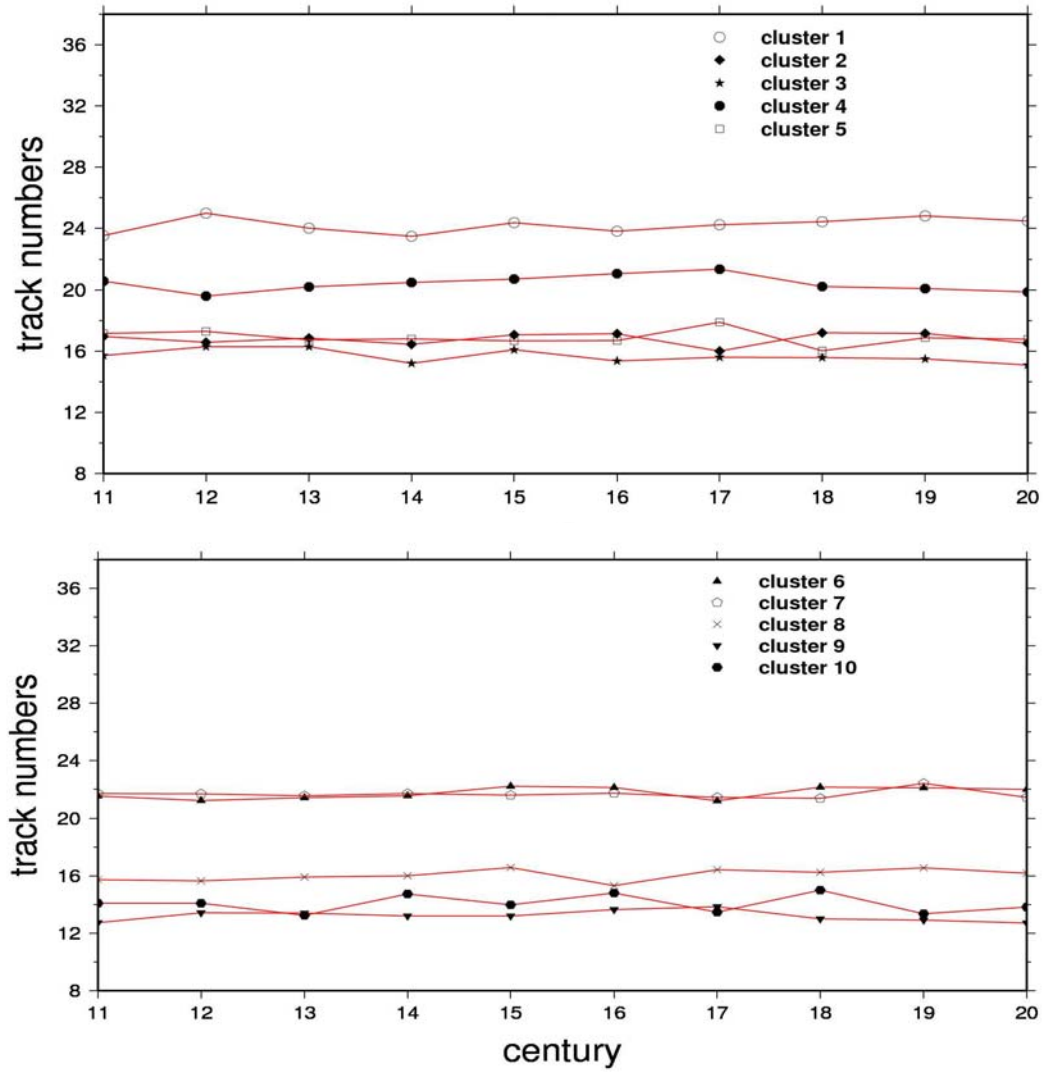 36
32
28
24
20
16
12
8
track numbers
cluster 1
cluster 2
cluster 3
cluster 4
cluster 5
11 12 13 14 15 16 17 18 19 20
36
32
28
24
20
16
12
8
track numbers
cluster 6
cluster 7
cluster 8
cluster 9
cluster 10
11 12 13 14 15 16 17 18 19 20
century